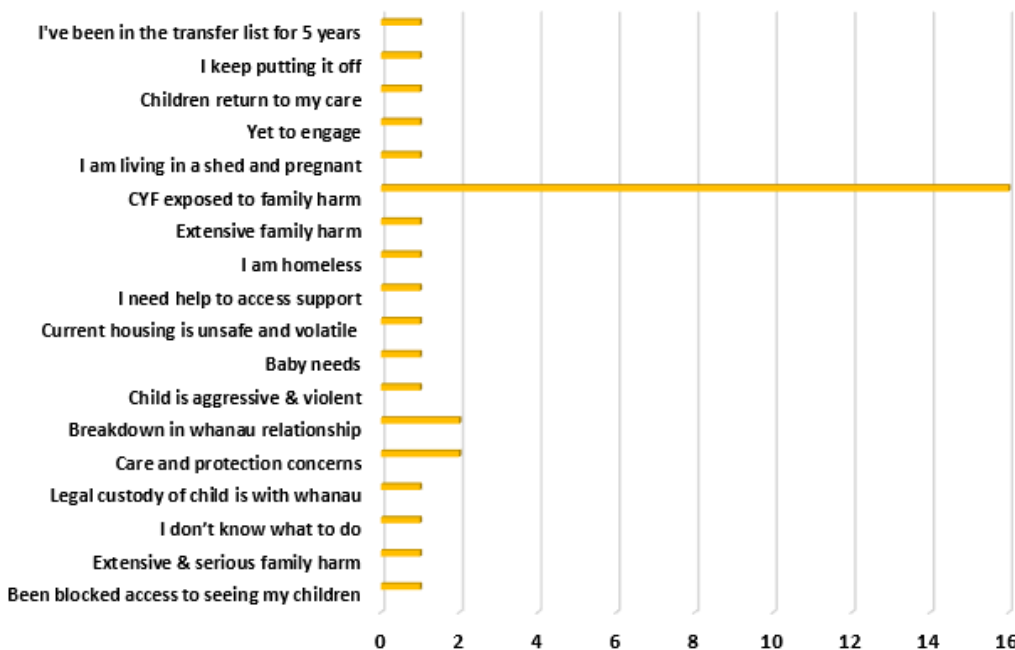 I've been in the transfer list for 5 years
I keep putting it off
Children return to my care
Yet to engage
I am living in a shed and pregnant
CYF exposed to family harm
Extensive family harm
I am homeless
I need help to access support
Current housing is unsafe and volatile
Baby needs
Child is aggressive & violent
Breakdown in whanau relationship
Care and protection concerns
Legal custody of child is with whanau
I don’t know what to do
Extensive & serious family harm
Been blocked access to seeing my children
0 2 4 6 8 10 12 14 16